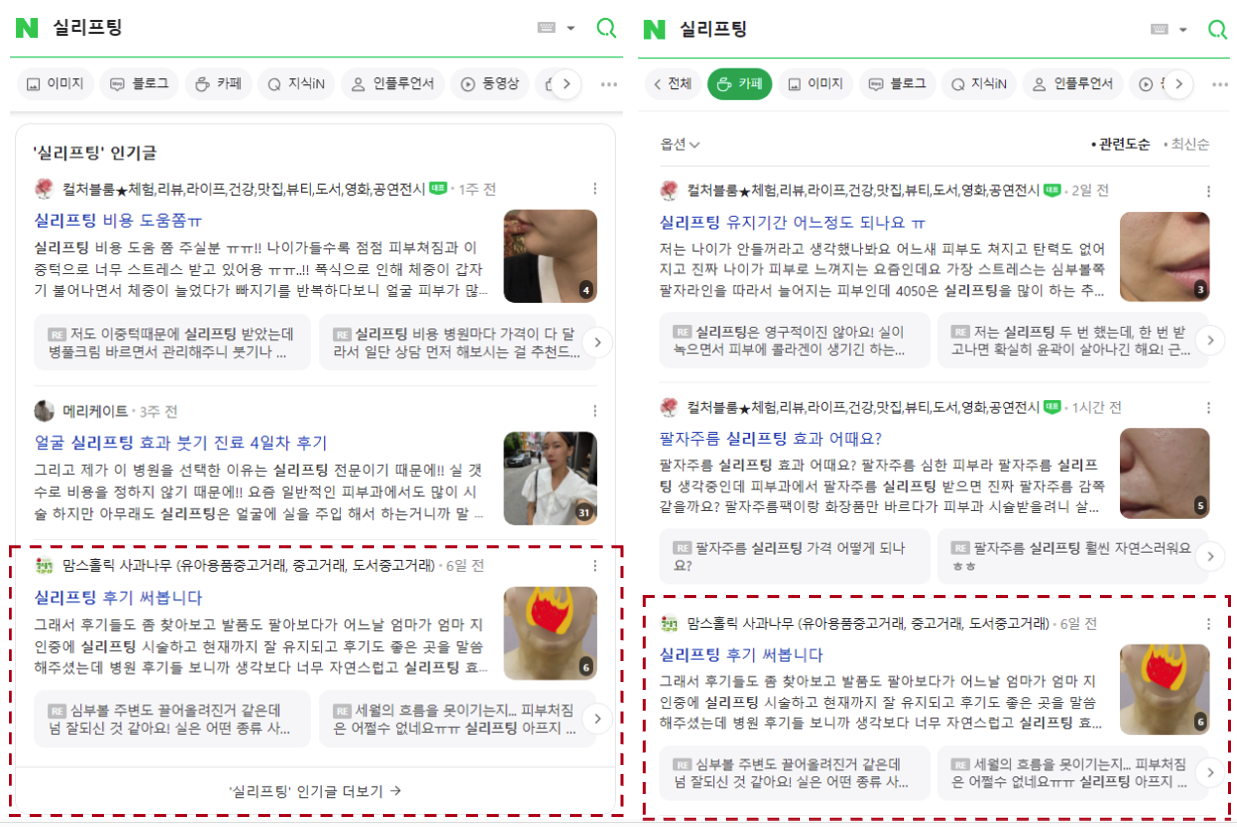 N 실리프팅
이미지 블로그 카페 지식iN 인플루언서 동영상
'실리프팅' 인기글
컬처블룸★체험,리뷰,라이프,건강,맛집,뷰티,도서,영화,공연전시 대표 · 1주 전
실리프팅 비용 도움쫌ㅠ
실리프팅 비용 도움 쫌 주실분 ㅠㅠ!! 나이가들수록 점점 피부쳐짐과 이
중턱으로 너무 스트레스 받고 있어용 ㅠㅠ..!! 폭식으로 인해 체중이 갑자
기 불어나면서 체중이 늘었다가 빠지기를 반복하다보니 얼굴 피부가 많...
4
RE 저도 이중턱때문에 실리프팅 받았는데
병풀크림 바르면서 관리해주니 붓기나 ...
RE 실리프팅 비용 병원마다 가격이 다 달
라서 일단 상담 먼저 해보시는 걸 추천드...
메리케이트 · 3주 전
얼굴 실리프팅 효과 붓기 진료 4일차 후기
그리고 제가 이 병원을 선택한 이유는 실리프팅 전문이기 때문에!! 실 갯
수로 비용을 정하지 않기 때문에!! 요즘 일반적인 피부과에서도 많이 시
술 하지만 아무래도 실리프팅은 얼굴에 실을 주입 해서 하는거니까 말 ...
31
맘스홀릭 사과나무 (유아용품중고거래, 중고거래, 도서중고거래) · 6일 전
실리프팅 후기 써봅니다
그래서 후기들도 좀 찾아보고 발품도 팔아보다가 어느날 엄마가 엄마 지
인중에 실리프팅 시술하고 현재까지 잘 유지되고 후기도 좋은 곳을 말씀
해주셨는데 병원 후기들 보니까 생각보다 너무 자연스럽고 실리프팅 효...
6
RE 심부볼 주변도 끌어올려진거 같은데
넘 잘되신 것 같아요! 실은 어떤 종류 사...
RE 세월의 흐름을 못이기는지... 피부처짐
은 어쩔수 없네요ㅠㅠ 실리프팅 아프지 ...
'실리프팅' 인기글 더보기 →
N 실리프팅
전체 카페 이미지 블로그 지식iN 인플루언서
옵션 • 관련도순 • 최신순
컬처블룸★체험,리뷰,라이프,건강,맛집,뷰티,도서,영화,공연전시 대표 · 2일 전
실리프팅 유지기간 어느정도 되나요 ㅠ
저는 나이가 안들꺼라고 생각했나봐요 어느새 피부도 쳐지고 탄력도 없어
지고 진짜 나이가 피부로 느껴지는 요즘인데요 가장 스트레스는 심부볼쪽
팔자라인을 따라서 늘어지는 피부인데 4050은 실리프팅을 많이 하는 추...
3
RE 실리프팅은 영구적이진 않아요! 실이
녹으면서 피부에 콜라겐이 생기긴 하는...
RE 저는 실리프팅 두 번 했는데, 한 번 받
고나면 확실히 윤곽이 살아나긴 해요! 근...
컬처블룸★체험,리뷰,라이프,건강,맛집,뷰티,도서,영화,공연전시 대표 · 1시간 전
팔자주름 실리프팅 효과 어때요?
팔자주름 실리프팅 효과 어때요? 팔자주름 심한 피부라 팔자주름 실리프
팅 생각중인데 피부과에서 팔자주름 실리프팅 받으면 진짜 팔자주름 감쪽
같을까요? 팔자주름팩이랑 화장품만 바르다가 피부과 시술받을려니 살...
5
RE 팔자주름 실리프팅 가격 어떻게 되나
요?
RE 팔자주름 실리프팅 훨씬 자연스러워요
ㅎㅎ
맘스홀릭 사과나무 (유아용품중고거래, 중고거래, 도서중고거래) · 6일 전
실리프팅 후기 써봅니다
그래서 후기들도 좀 찾아보고 발품도 팔아보다가 어느날 엄마가 엄마 지
인중에 실리프팅 시술하고 현재까지 잘 유지되고 후기도 좋은 곳을 말씀
해주셨는데 병원 후기들 보니까 생각보다 너무 자연스럽고 실리프팅 효...
6
RE 심부볼 주변도 끌어올려진거 같은데
넘 잘되신 것 같아요! 실은 어떤 종류 사...
RE 세월의 흐름을 못이기는지... 피부처짐
은 어쩔수 없네요ㅠㅠ 실리프팅 아프지 ...